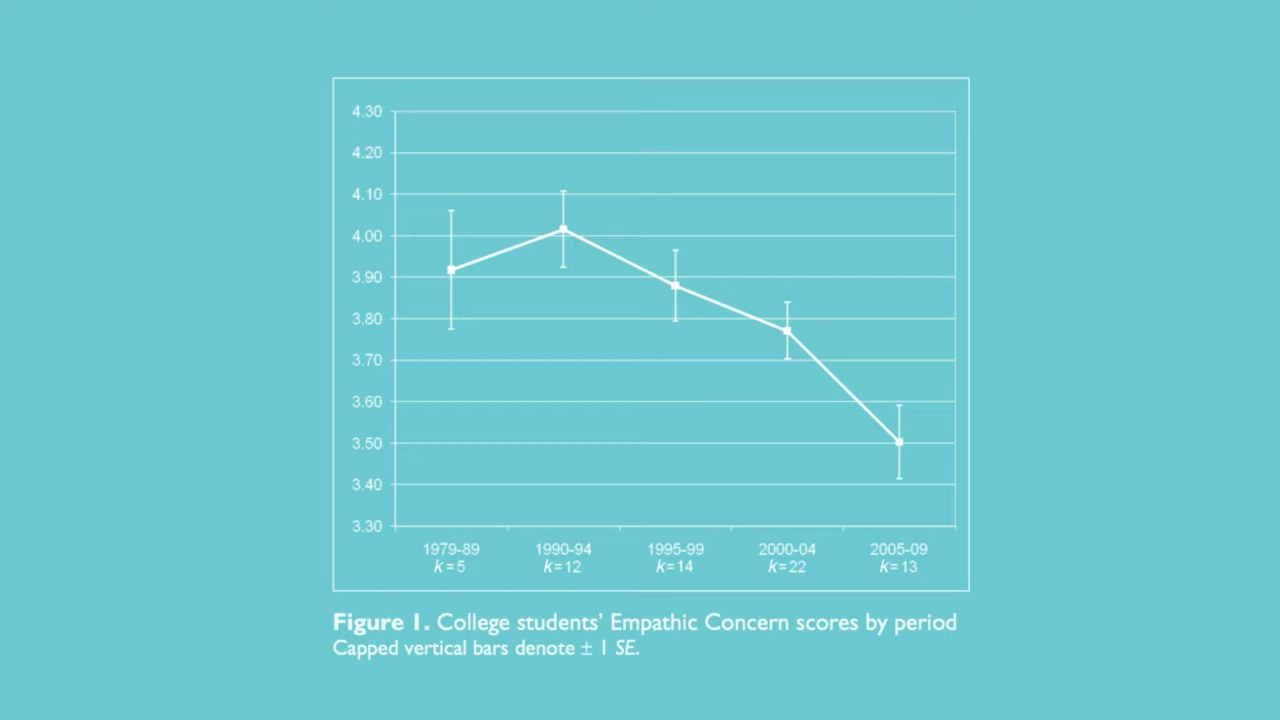 4.30
4.20
4.10
4.00
3.90
3.80
3.70
3.60
3.50
3.40
3.30
1979-89 1990-94 1995-99 2000-04 2005-09
k=5 k=12 k=14 k=22 k=13
Figure 1. College students’ Empathic Concern scores by period
Capped vertical bars denote ± 1 SE.